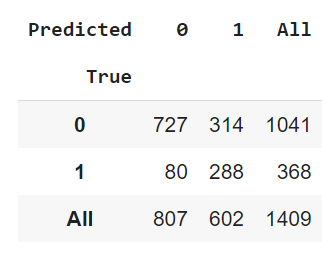 Predicted 0 1 All
True
0 727 314 1041
1 80 288 368
All 807 602 1409